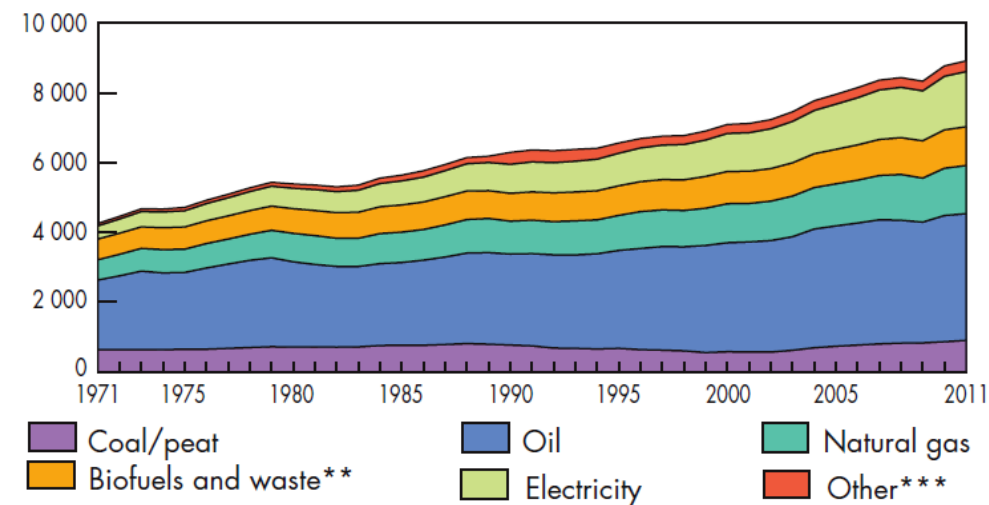 10 000
8 000
6 000
4 000
2 000
0
1971 1975 1980 1985 1990 1995 2000 2005 2011
Coal/peat Oil Natural gas
Biofuels and waste** Electricity Other***